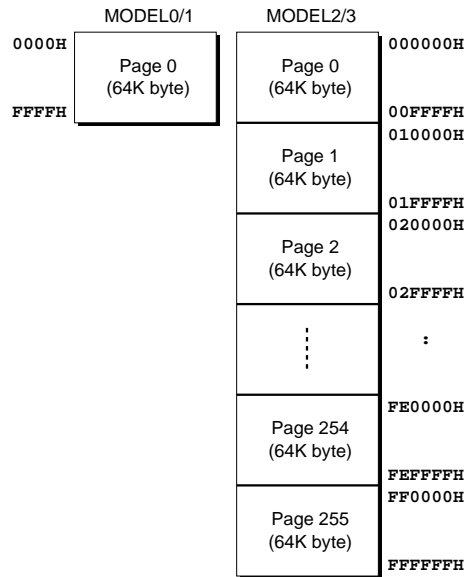 MODEL0/1 MODEL2/3
0000H
Page 0
(64K byte)
FFFFH
000000H
Page 0
(64K byte)
00FFFFH
010000H
Page 1
(64K byte)
01FFFFH
020000H
Page 2
(64K byte)
02FFFFH
:
FE0000H
Page 254
(64K byte)
FEFFFFH
FF0000H
Page 255
(64K byte)
FFFFFFH